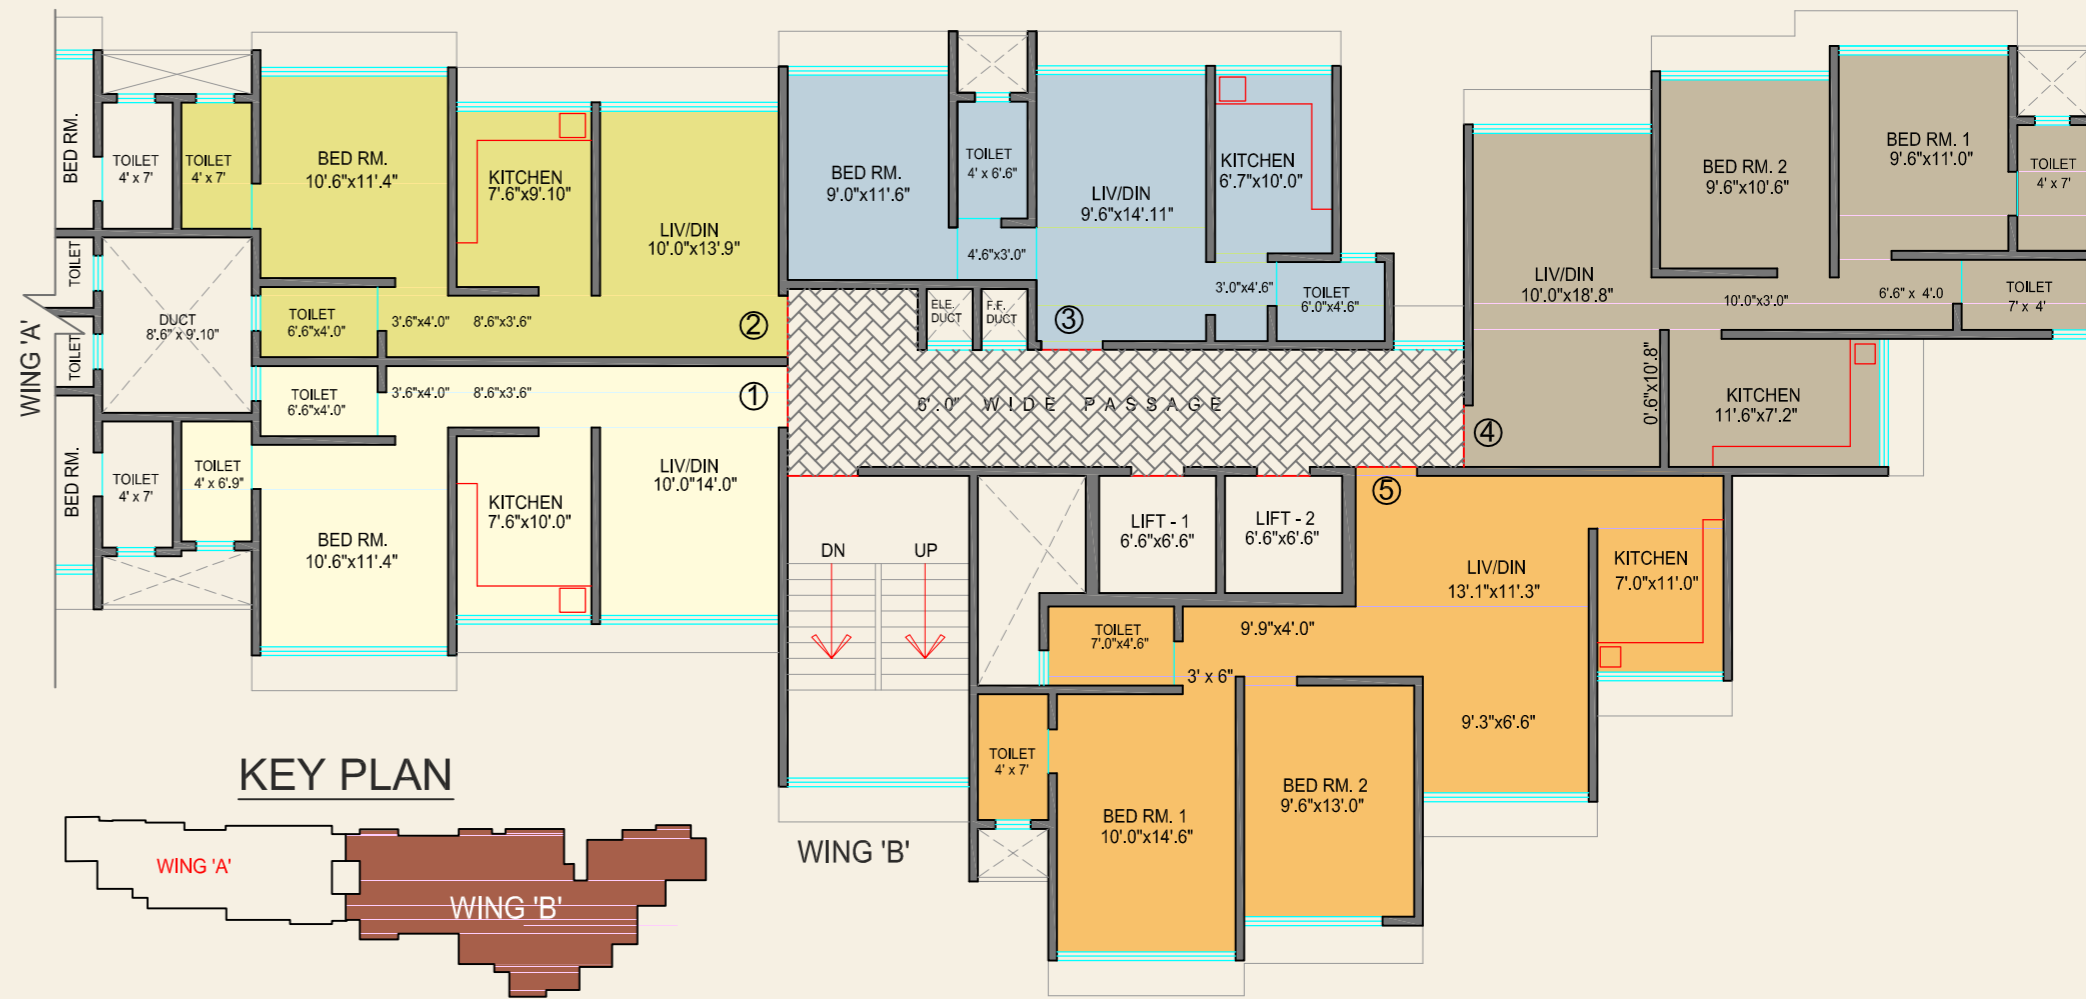 WING 'A'
BED RM.
TOILET
TOILET
BED RM.
TOILET
4' x 7'
TOILET
4' x 7'
BED RM.
10'.6"x11'.4"
KITCHEN
7'.6"x9'.10"
LIV/DIN
10'.0"x13'.9"
DUCT
8'.6" x 9'.10"
TOILET
6'.6"x4'.0"
3'.6"x4'.0"
8'.6"x3'.6"
2
TOILET
6'.6"x4'.0"
3'.6"x4'.0"
8'.6"x3'.6"
1
TOILET
4' x 7'
TOILET
4' x 6'.9"
BED RM.
10'.6"x11'.4"
KITCHEN
7'.6"x10'.0"
LIV/DIN
10'.0"14'.0"
BED RM.
9'.0"x11'.6"
TOILET
4' x 6'.6"
4'.6"x3'.0"
LIV/DIN
9'.6"x14'.11"
KITCHEN
6'.7"x10'.0"
3'.0"x4'.6"
TOILET
6'.0"x4'.6"
ELE.
DUCT
F.F.
DUCT
3
6'.0" WIDE PASSAGE
LIV/DIN
10'.0"x18'.8"
BED RM. 2
9'.6"x10'.6"
BED RM. 1
9'.6"x11'.0"
TOILET
4' x 7'
10'.0"x3'.0"
6'.6" x 4'.0
TOILET
7' x 4'
0'.6"x10'.8"
KITCHEN
11'.6"x7'.2"
4
5
DN
UP
LIFT - 1
6'.6"x6'.6"
LIFT - 2
6'.6"x6'.6"
LIV/DIN
13'.1"x11'.3"
KITCHEN
7'.0"x11'.0"
TOILET
7'.0"x4'.6"
9'.9"x4'.0"
3' x 6"
9'.3"x6'.6"
TOILET
4' x 7'
BED RM. 1
10'.0"x14'.6"
BED RM. 2
9'.6"x13'.0"
WING 'B'
KEY PLAN
WING 'A'
WING 'B'